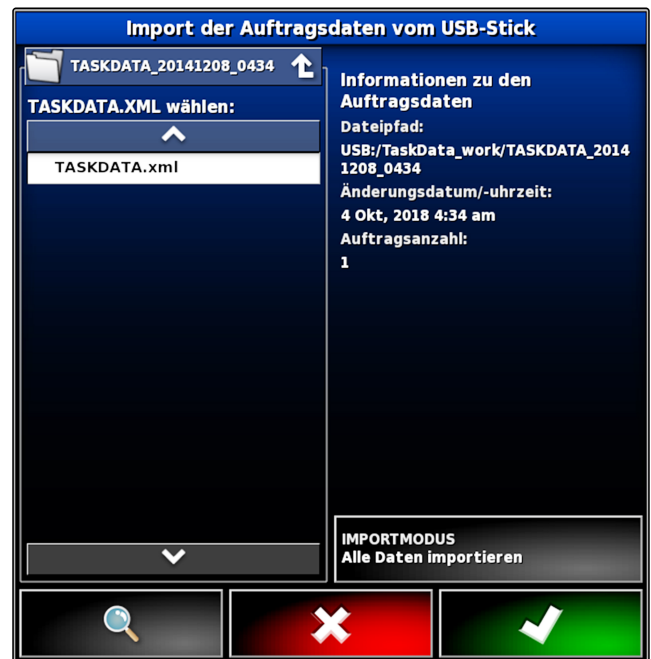 Import der Auftragsdaten vom USB-Stick
TASKDATA_20141208_0434
TASKDATA.XML wählen:
TASKDATA.xml
Informationen zu den
Auftragsdaten
Dateipfad:
USB:/TaskData_work/TASKDATA_2014
1208_0434
Änderungsdatum/-uhrzeit:
4 Okt, 2018 4:34 am
Auftragsanzahl:
1
IMPORTMODUS
Alle Daten importieren